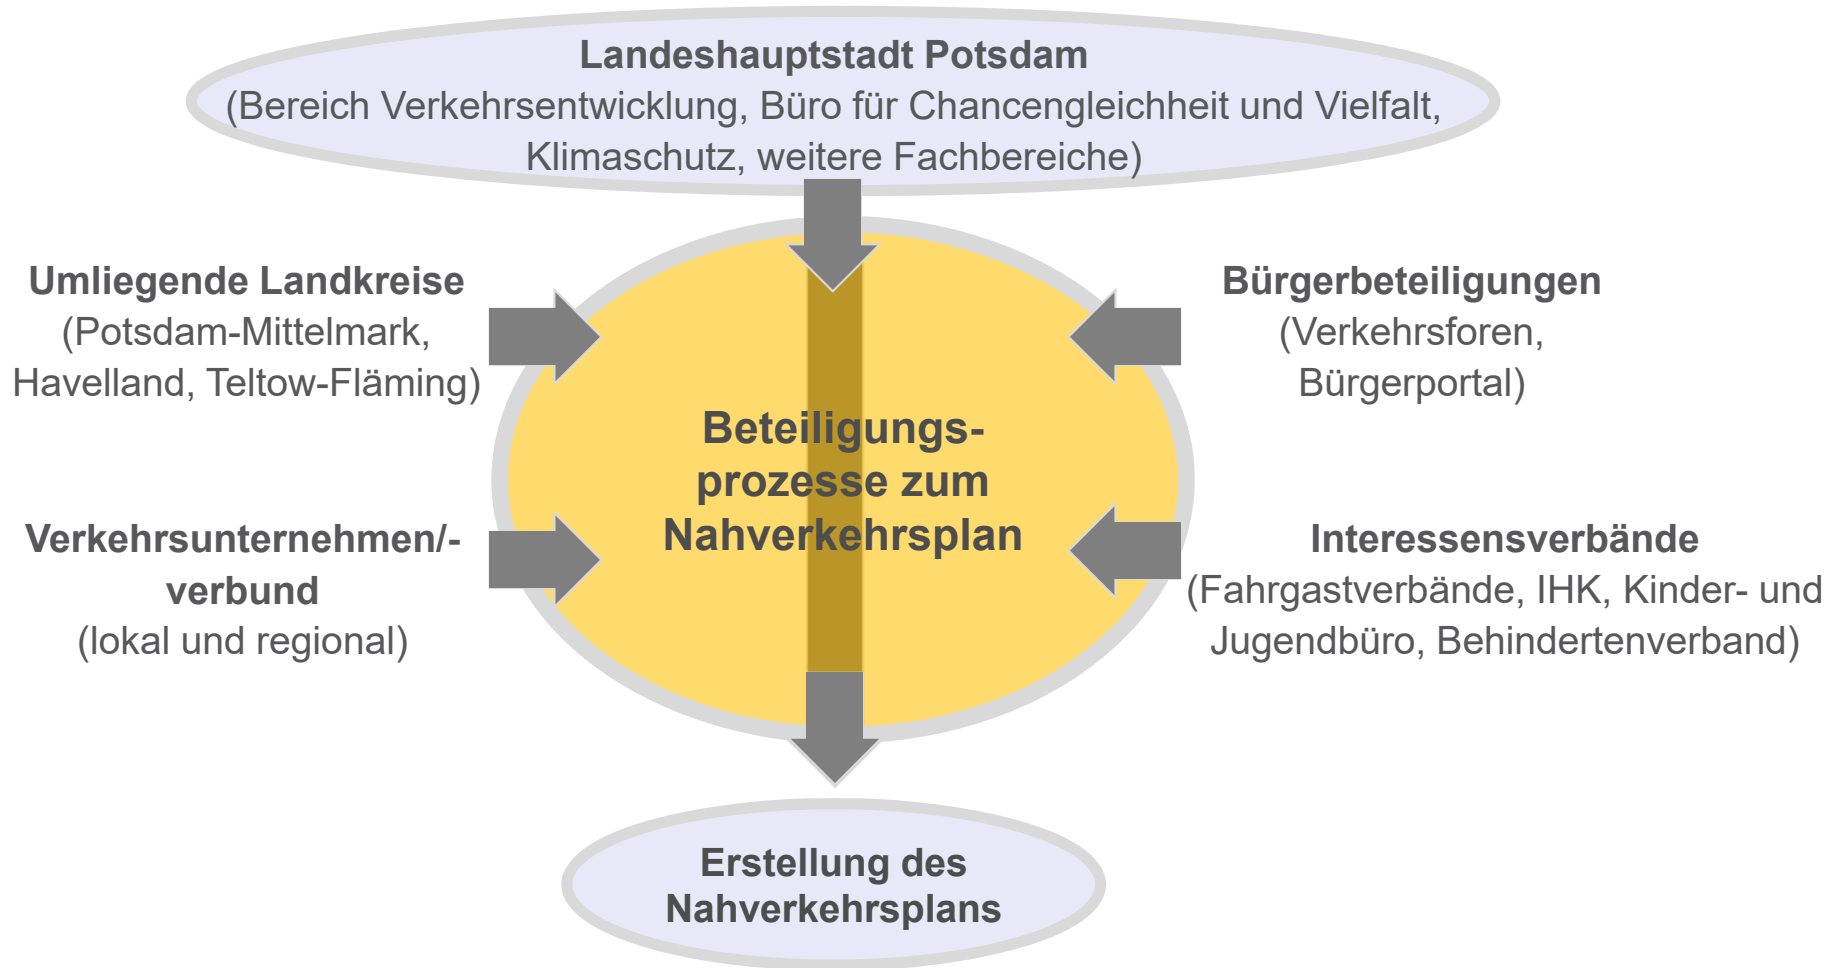 Landeshauptstadt Potsdam
(Bereich Verkehrsentwicklung, Büro für Chancengleichheit und Vielfalt,
Klimaschutz, weitere Fachbereiche)
Umliegende Landkreise
(Potsdam-Mittelmark,
Havelland, Teltow-Fläming)
Bürgerbeteiligungen
(Verkehrsforen,
Bürgerportal)
Beteiligungs-
prozesse zum
Nahverkehrsplan
Verkehrsunternehmen/-
verbund
(lokal und regional)
Interessensverbände
(Fahrgastverbände, IHK, Kinder- und
Jugendbüro, Behindertenverband)
Erstellung des
Nahverkehrsplans